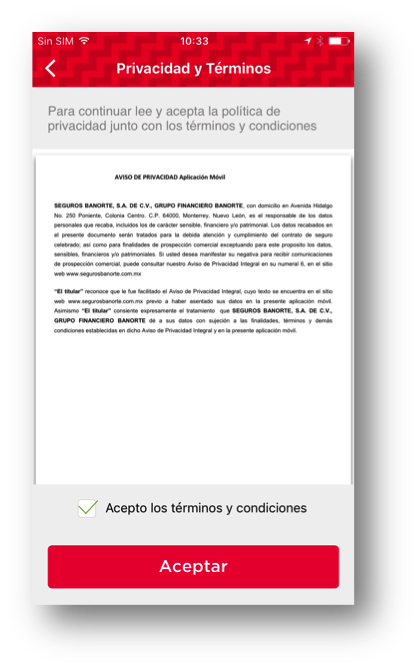 Sin SIM 10:33
Privacidad y Términos
Para continuar lee y acepta la política de
privacidad junto con los términos y condiciones
AVISO DE PRIVACIDAD Aplicación Móvil
SEGUROS BANORTE, S.A. DE C.V., GRUPO FINANCIERO BANORTE, con domicilio en Avenida Hidalgo
No. 250 Poniente, Colonia Centro. C.P. 64000, Monterrey, Nuevo León, es el responsable de los datos
personales que recaba, incluidos los de carácter sensible, financiero y/o patrimonial. Los datos recabados en
el presente documento serán tratados para la debida atención y cumplimiento del contrato de seguro
celebrado; así como para finalidades de prospección comercial exceptuando para este proposito los datos,
sensibles, financieros y/o patrimoniales. Si usted desea manifestar su negativa para recibir comunicaciones
de prospección comercial, puede consultar nuestro Aviso de Privacidad Integral en su numeral 6, en el sitio
web www.segurosbanorte.com.mx
"El titular" reconoce que le fue facilitado el Aviso de Privacidad Integral, cuyo texto se encuentra en el sitio
web www.segurosbanorte.com.mx previo a haber asentado sus datos en la presente aplicación móvil.
Asimismo "El titular" consiente expresamente el tratamiento que SEGUROS BANORTE, S.A. DE C.V.,
GRUPO FINANCIERO BANORTE dé a sus datos con sujeción a las finalidades, términos y demás
condiciones establecidas en dicho Aviso de Privacidad Integral y en la presente aplicación móvil.
Acepto los términos y condiciones
Aceptar